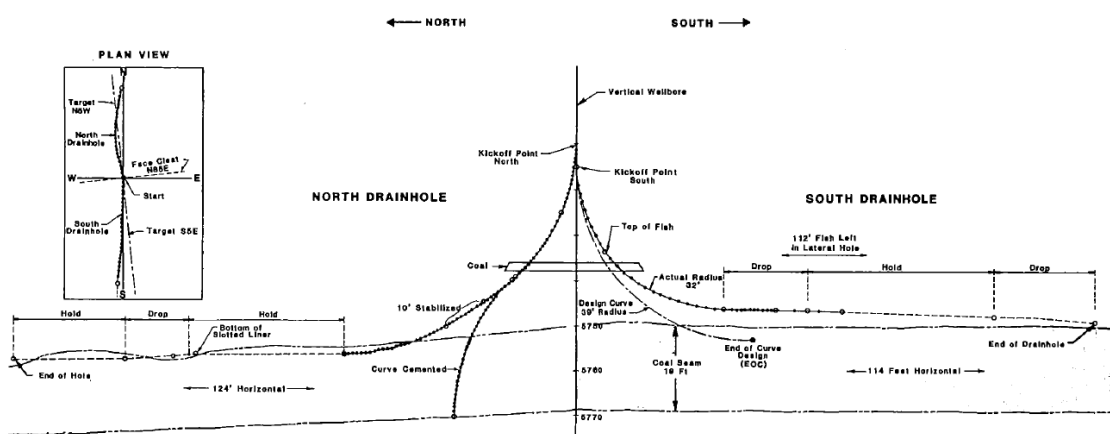 NORTH
SOUTH
PLAN VIEW
N
Target
N5W
North
Drainhole
Face Cleat
N85E
W
E
Start
South
Drainhole
Target S5E
S
Vertical Wellbore
Kickoff Point
North
Kickoff Point
South
NORTH DRAINHOLE
SOUTH DRAINHOLE
Top of Fish
112' Fish Left
in Lateral Hole
Coal
Drop
Hold
Drop
Actual Radius
32'
10' Stabilized
Design Curve
39' Radius
Hold
Drop
Hold
Bottom of
Slotted Liner
5750
End of Curve
Design
(EOC)
End of Drainhole
End of Hole
Curve Cemented
Coal Seam
19 Ft
124' Horizontal
5760
114 Feet Horizontal
5770